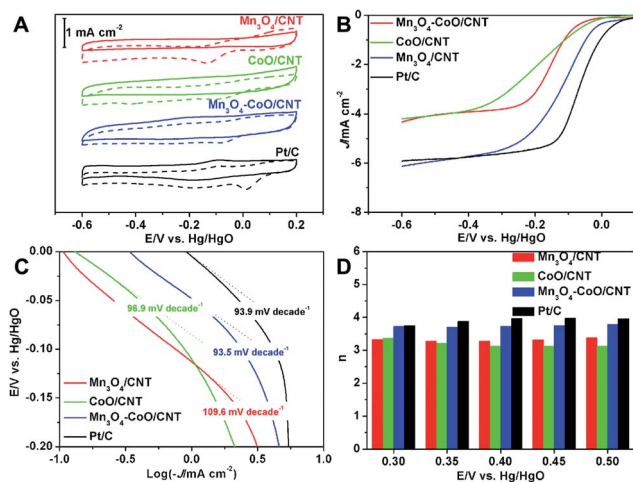 A
1 mA cm⁻²
Mn₃O₄/CNT
CoO/CNT
Mn₃O₄-CoO/CNT
Pt/C
-0.6 -0.4 -0.2 0.0 0.2
E/V vs. Hg/HgO
B
Mn₃O₄-CoO/CNT
CoO/CNT
Mn₃O₄/CNT
Pt/C
J/mA cm⁻²
0
-2
-4
-6
-8
-0.6 -0.4 -0.2 0.0
E/V vs. Hg/HgO
C
E/V vs. Hg/HgO
0.00
-0.05
-0.10
-0.15
-0.20
96.9 mV decade⁻¹
93.9 mV decade⁻¹
93.5 mV decade⁻¹
109.6 mV decade⁻¹
Mn₃O₄/CNT
CoO/CNT
Mn₃O₄-CoO/CNT
Pt/C
-1.0 -0.5 0.0 0.5 1.0
Log(-J/mA cm⁻²)
D
Mn₃O₄/CNT
CoO/CNT
Mn₃O₄-CoO/CNT
Pt/C
n
6
5
4
3
2
1
0
0.30 0.35 0.40 0.45 0.50
E/V vs. Hg/HgO